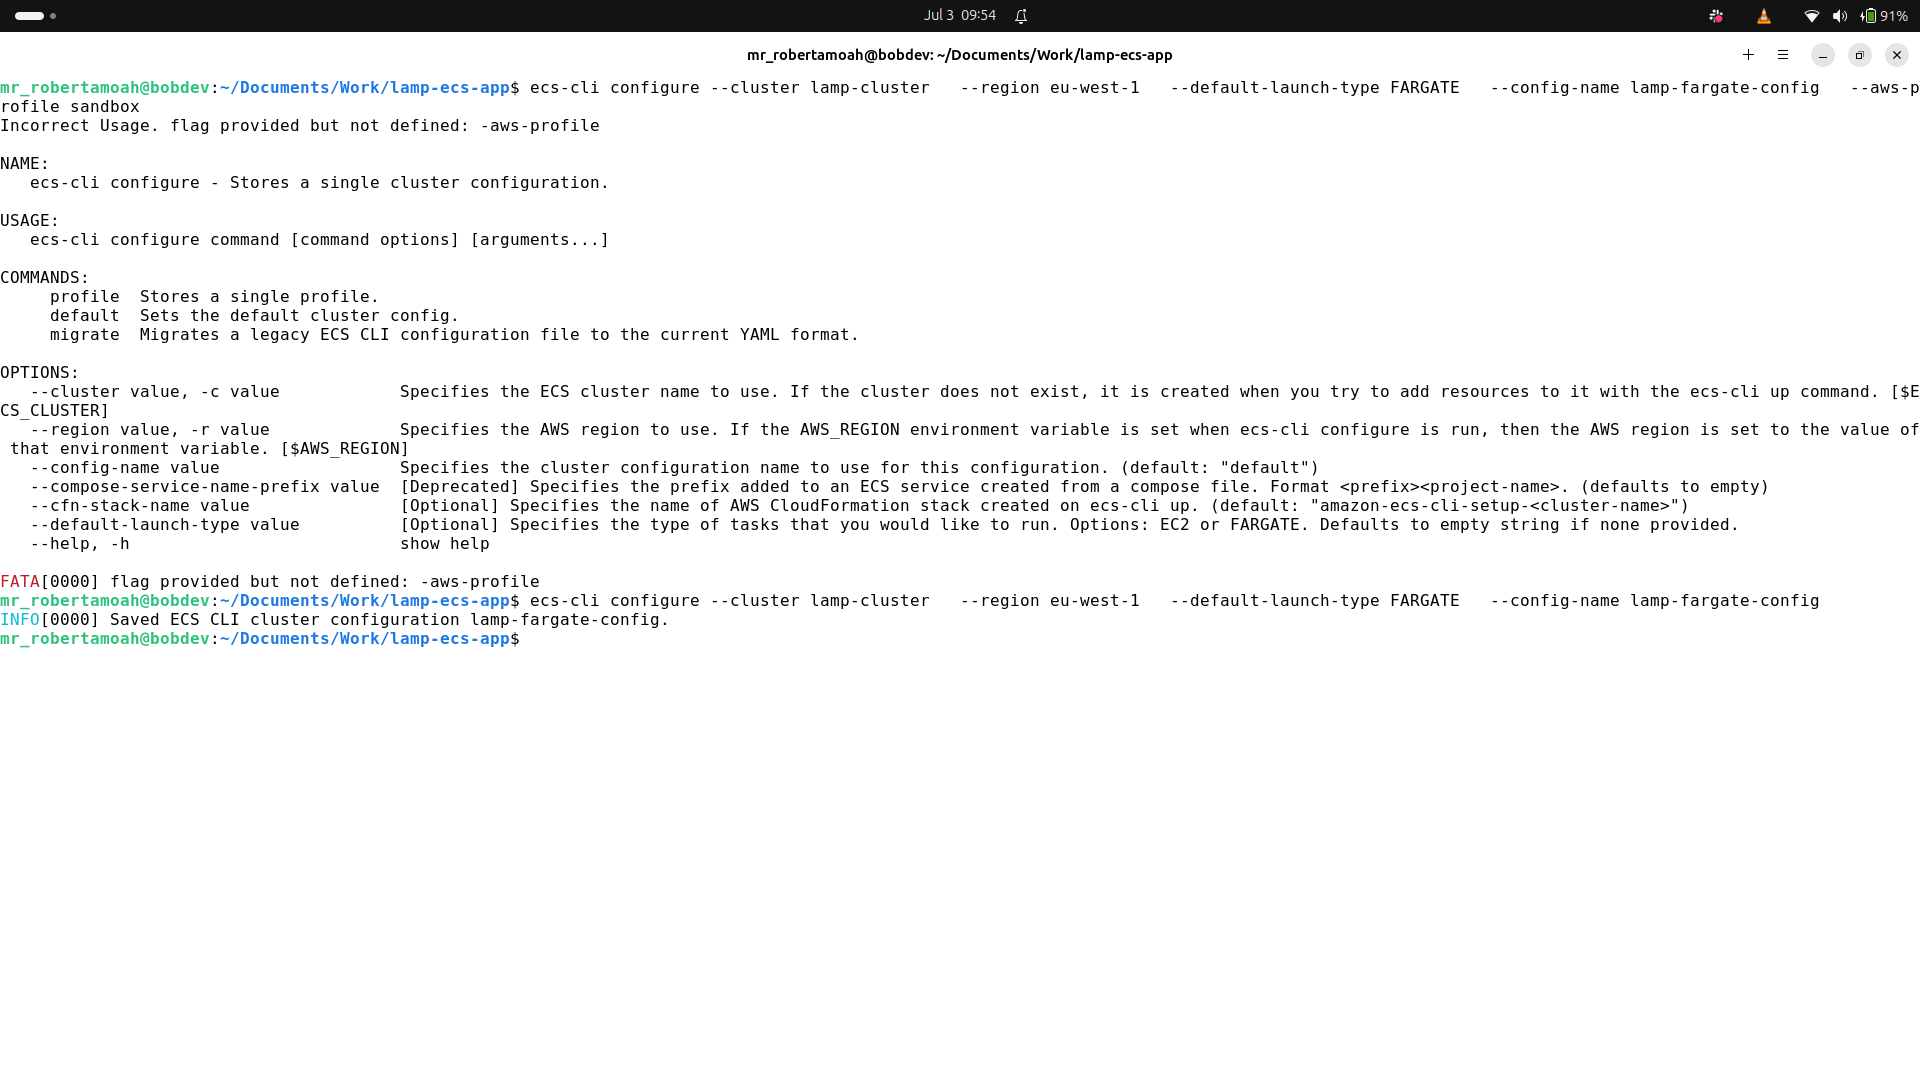 Jul 3 09:54
91%
mr_robertamoah@bobdev: ~/Documents/Work/lamp-ecs-app
mr_robertamoah@bobdev:~/Documents/Work/lamp-ecs-app$ ecs-cli configure --cluster lamp-cluster   --region eu-west-1   --default-launch-type FARGATE   --config-name lamp-fargate-config   --aws-p
rofile sandbox
Incorrect Usage. flag provided but not defined: -aws-profile

NAME:
   ecs-cli configure - Stores a single cluster configuration.

USAGE:
   ecs-cli configure command [command options] [arguments...]

COMMANDS:
     profile  Stores a single profile.
     default  Sets the default cluster config.
     migrate  Migrates a legacy ECS CLI configuration file to the current YAML format.

OPTIONS:
   --cluster value, -c value            Specifies the ECS cluster name to use. If the cluster does not exist, it is created when you try to add resources to it with the ecs-cli up command. [$E
CS_CLUSTER]
   --region value, -r value             Specifies the AWS region to use. If the AWS_REGION environment variable is set when ecs-cli configure is run, then the AWS region is set to the value of
 that environment variable. [$AWS_REGION]
   --config-name value                  Specifies the cluster configuration name to use for this configuration. (default: "default")
   --compose-service-name-prefix value  [Deprecated] Specifies the prefix added to an ECS service created from a compose file. Format <prefix><project-name>. (defaults to empty)
   --cfn-stack-name value               [Optional] Specifies the name of AWS CloudFormation stack created on ecs-cli up. (default: "amazon-ecs-cli-setup-<cluster-name>")
   --default-launch-type value          [Optional] Specifies the type of tasks that you would like to run. Options: EC2 or FARGATE. Defaults to empty string if none provided.
   --help, -h                           show help

FATA[0000] flag provided but not defined: -aws-profile
mr_robertamoah@bobdev:~/Documents/Work/lamp-ecs-app$ ecs-cli configure --cluster lamp-cluster   --region eu-west-1   --default-launch-type FARGATE   --config-name lamp-fargate-config
INFO[0000] Saved ECS CLI cluster configuration lamp-fargate-config.
mr_robertamoah@bobdev:~/Documents/Work/lamp-ecs-app$